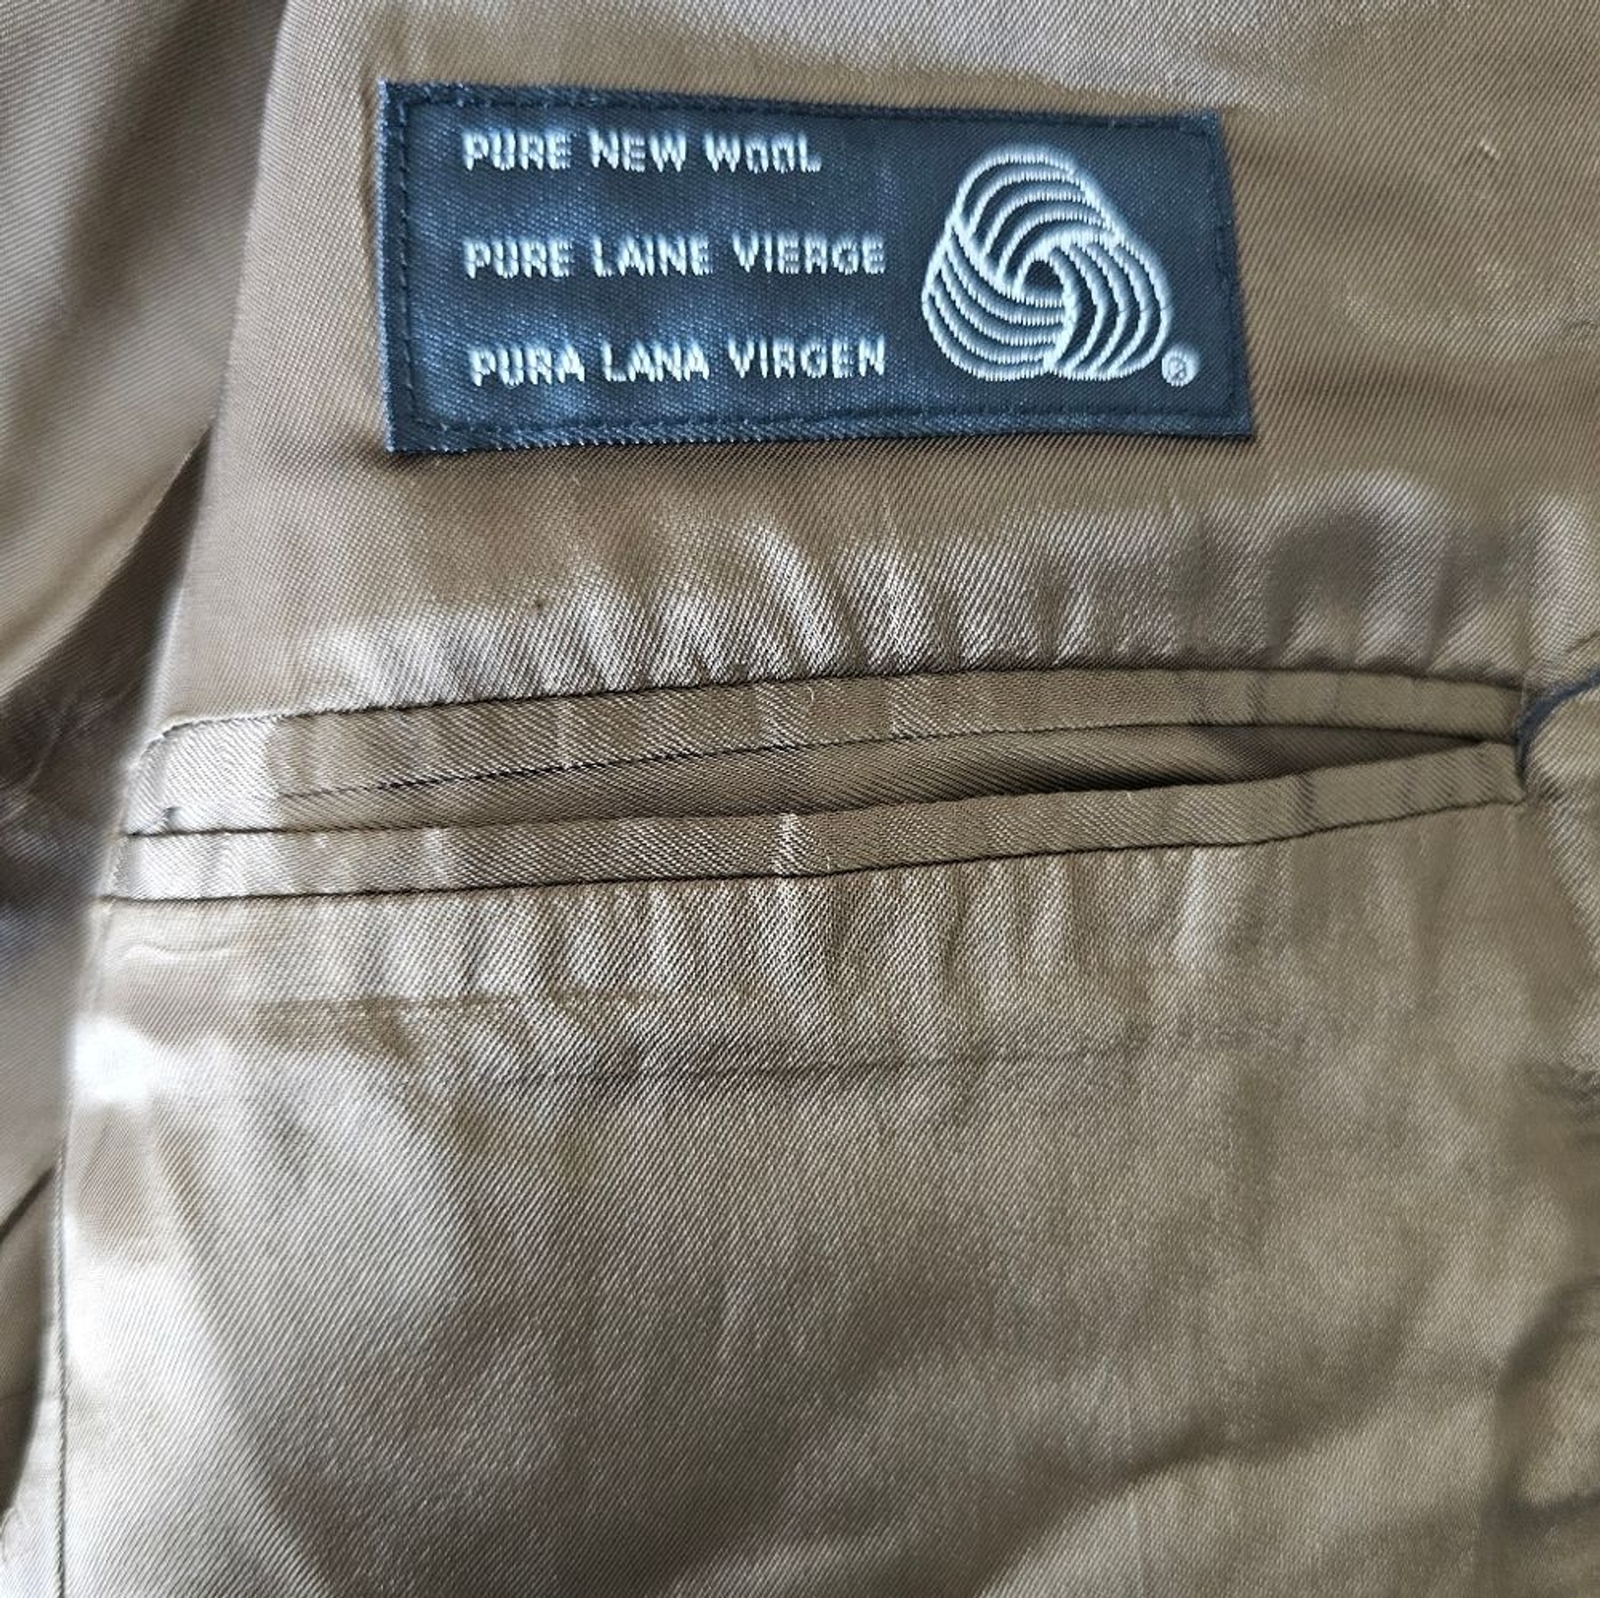 PURE NEW WOOL
PURE LAINE VIERGE
PURA LANA VIRGEN
®